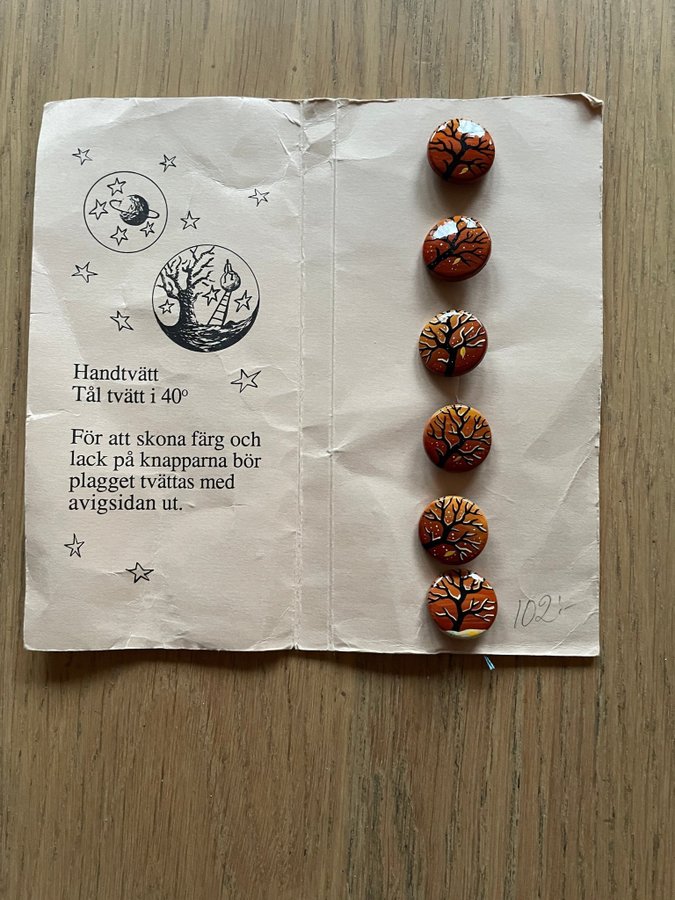 Handtvätt
Tål tvätt i 40°
För att skona färg och
lack på knapparna bör
plagget tvättas med
avigsidan ut.
102:-